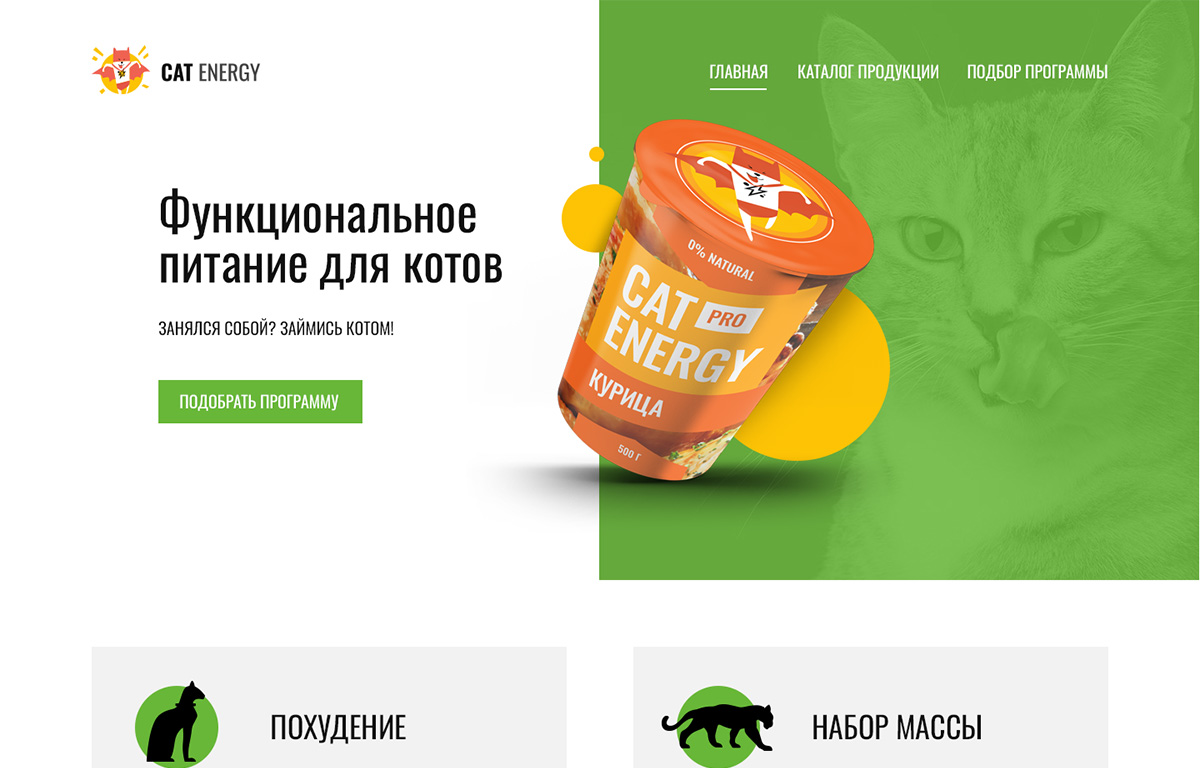 CAT ENERGY
ГЛАВНАЯ
КАТАЛОГ ПРОДУКЦИИ
ПОДБОР ПРОГРАММЫ
Функциональное
питание для котов
ЗАНЯЛСЯ СОБОЙ? ЗАЙМИСЬ КОТОМ!
ПОДОБРАТЬ ПРОГРАММУ
0% NATURAL
CAT PRO
ENERGY
КУРИЦА
500 Г
ПОХУДЕНИЕ
НАБОР МАССЫ